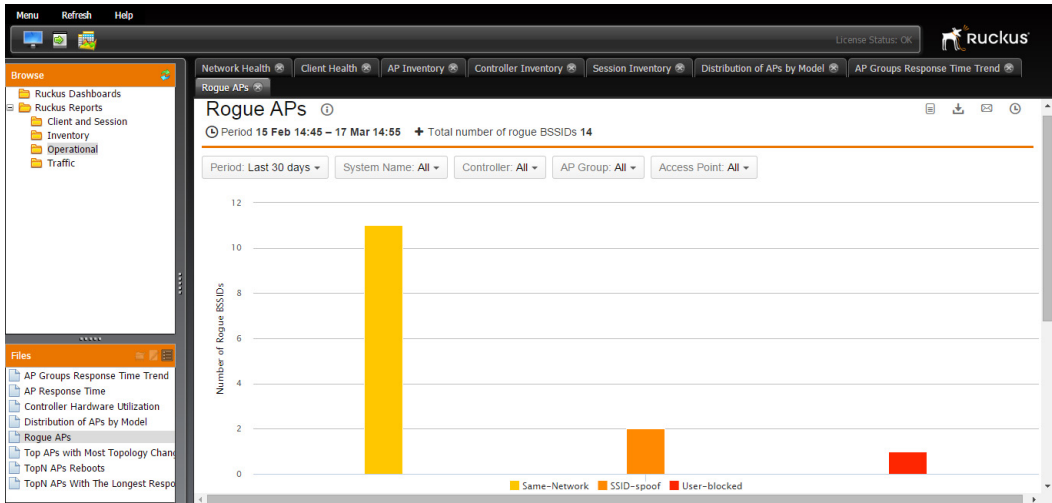 Menu Refresh Help
License Status: OK
Ruckus
Browse
Ruckus Dashboards
Ruckus Reports
Client and Session
Inventory
Operational
Traffic
Files
AP Groups Response Time Trend
AP Response Time
Controller Hardware Utilization
Distribution of APs by Model
Rogue APs
Top APs with Most Topology Chang
TopN APs Reboots
TopN APs With The Longest Respo
Network Health Client Health AP Inventory Controller Inventory Session Inventory Distribution of APs by Model AP Groups Response Time Trend
Rogue APs
Rogue APs
Period 15 Feb 14:45 – 17 Mar 14:55 + Total number of rogue BSSIDs 14
Period: Last 30 days System Name: All Controller: All AP Group: All Access Point: All
Number of Rogue BSSIDs
12
10
8
6
4
2
0
Same-Network SSID-spoof User-blocked